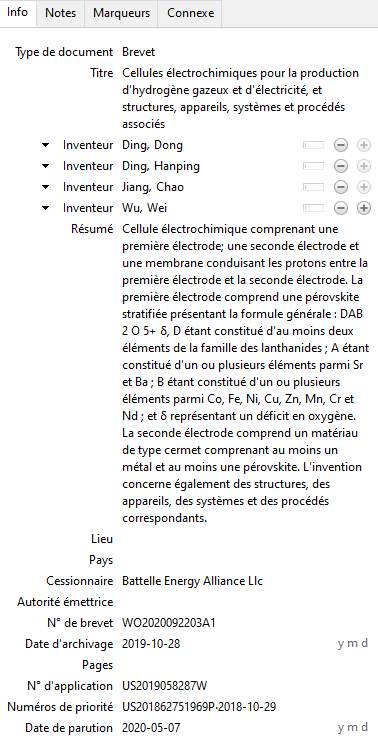 Info Notes Marqueurs Connexe
Type de document Brevet
Titre Cellules électrochimiques pour la production
d'hydrogène gazeux et d'électricité, et
structures, appareils, systèmes et procédés
associés
Inventeur Ding, Dong
Inventeur Ding, Hanping
Inventeur Jiang, Chao
Inventeur Wu, Wei
Résumé Cellule électrochimique comprenant une
première électrode; une seconde électrode et
une membrane conduisant les protons entre la
première électrode et la seconde électrode. La
première électrode comprend une pérovskite
stratifiée présentant la formule générale : DAB
2 O 5+ δ, D étant constitué d'au moins deux
éléments de la famille des lanthanides ; A étant
constitué d'un ou plusieurs éléments parmi Sr
et Ba ; B étant constitué d'un ou plusieurs
éléments parmi Co, Fe, Ni, Cu, Zn, Mn, Cr et
Nd ; et δ représentant un déficit en oxygène.
La seconde électrode comprend un matériau
de type cermet comprenant au moins un
métal et au moins une pérovskite. L'invention
concerne également des structures, des
appareils, des systèmes et des procédés
correspondants.
Lieu
Pays
Cessionnaire Battelle Energy Alliance Llc
Autorité émettrice
N° de brevet WO2020092203A1
Date d'archivage 2019-10-28 y m d
Pages
N° d'application US2019058287W
Numéros de priorité US201862751969P·2018-10-29
Date de parution 2020-05-07 y m d